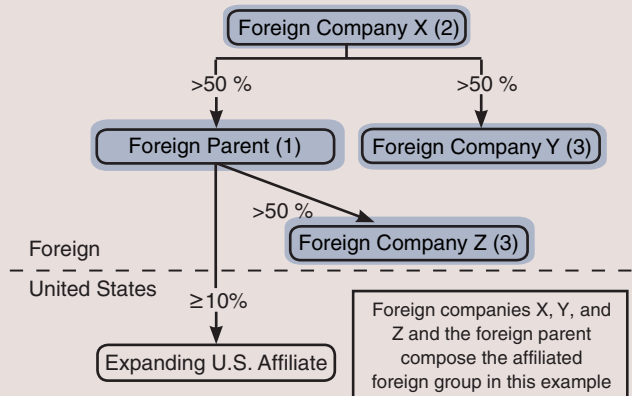 Foreign Company X (2)
>50 %
>50 %
Foreign Parent (1)
Foreign Company Y (3)
>50 %
Foreign Company Z (3)
Foreign
United States
≥10%
Expanding U.S. Affiliate
Foreign companies X, Y, and
Z and the foreign parent
compose the affiliated
foreign group in this example